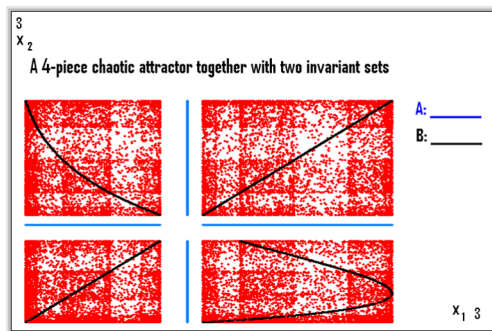 3
x 2
A 4-piece chaotic attractor together with two invariant sets
A:
B:
x 1 3